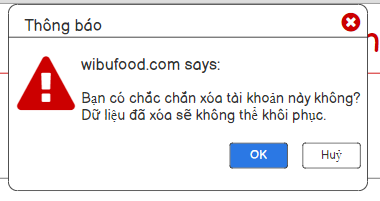 Thông báo
wibufood.com says:
Bạn có chắc chắn xóa tài khoản này không?
Dữ liệu đã xóa sẽ không thể khôi phục.
OK
Huỷ